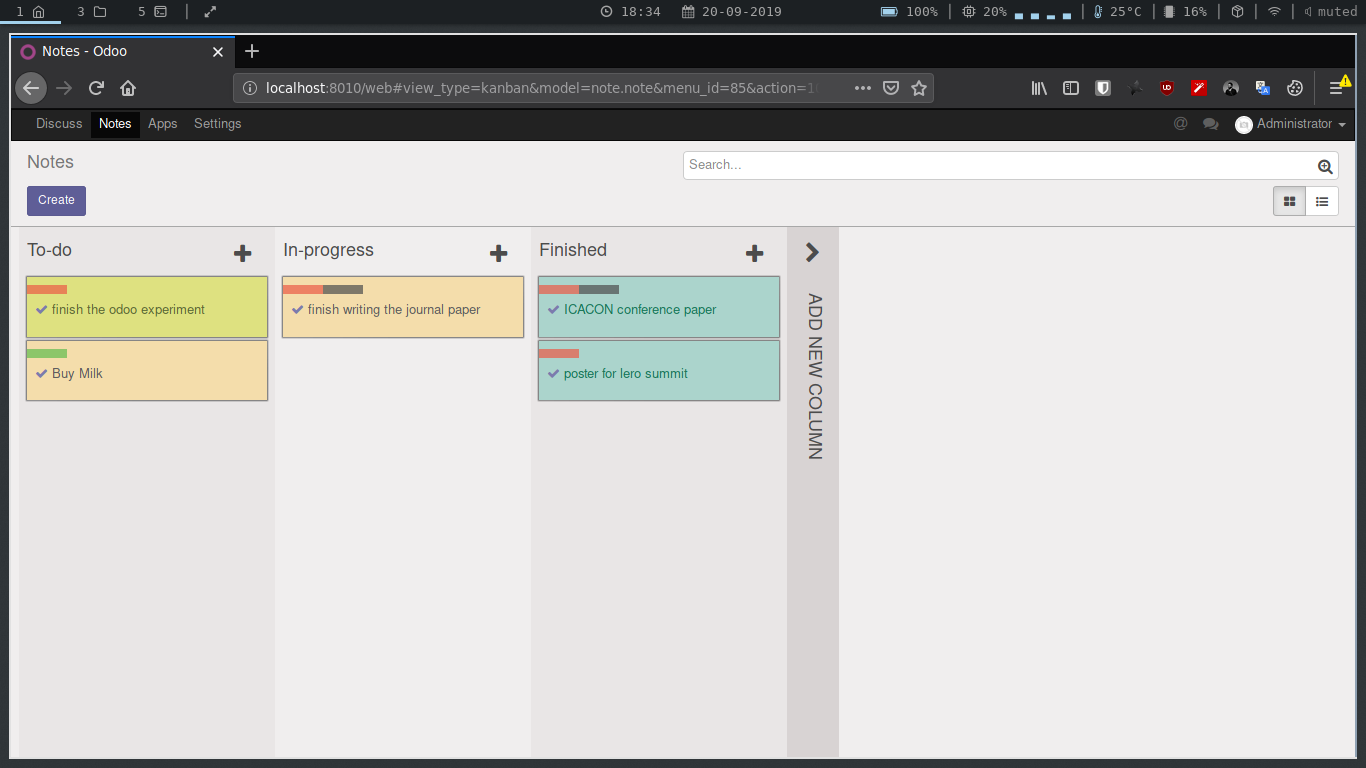 1 3 5 18:34 20-09-2019 100% 20% 25°C 16% muted
Notes - Odoo
localhost:8010/web#view_type=kanban&model=note.note&menu_id=85&action=1
Discuss Notes Apps Settings @ Administrator
Notes Search...
Create
To-do In-progress Finished
finish the odoo experiment finish writing the journal paper ICACON conference paper
Buy Milk poster for lero summit
ADD NEW COLUMN